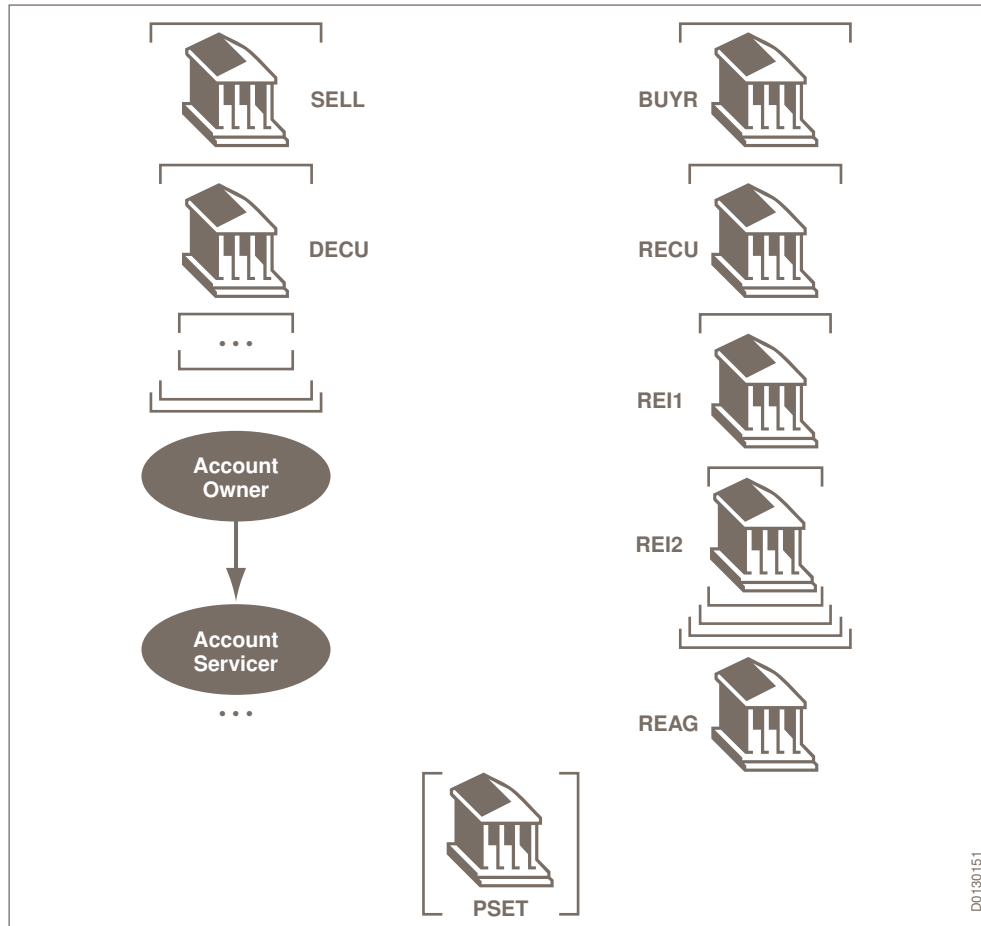 SELL
BUYR
DECU
RECU
...
REI1
Account
Owner
REI2
Account
Servicer
...
REAG
PSET
D0130151